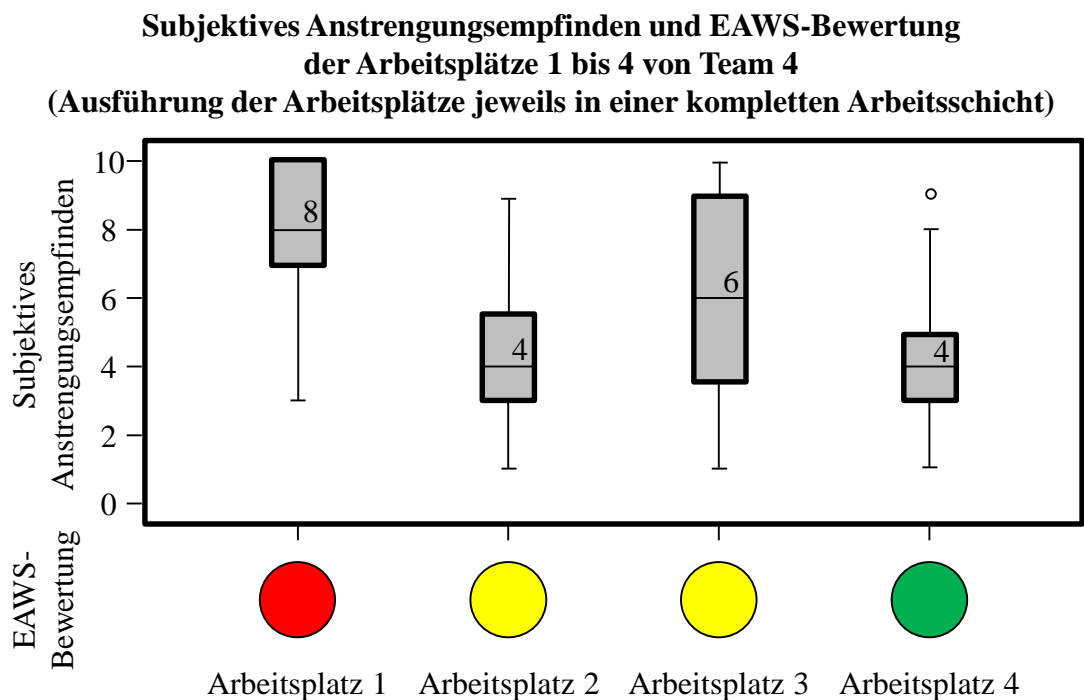 Subjektives Anstrengungsempfinden und EAWS-Bewertung
der Arbeitsplätze 1 bis 4 von Team 4
(Ausführung der Arbeitsplätze jeweils in einer kompletten Arbeitsschicht)
Subjektives
Anstrengungsempfinden
10
8
6
4
2
0
8
4
6
4
EAWS-
Bewertung
Arbeitsplatz 1 Arbeitsplatz 2 Arbeitsplatz 3 Arbeitsplatz 4